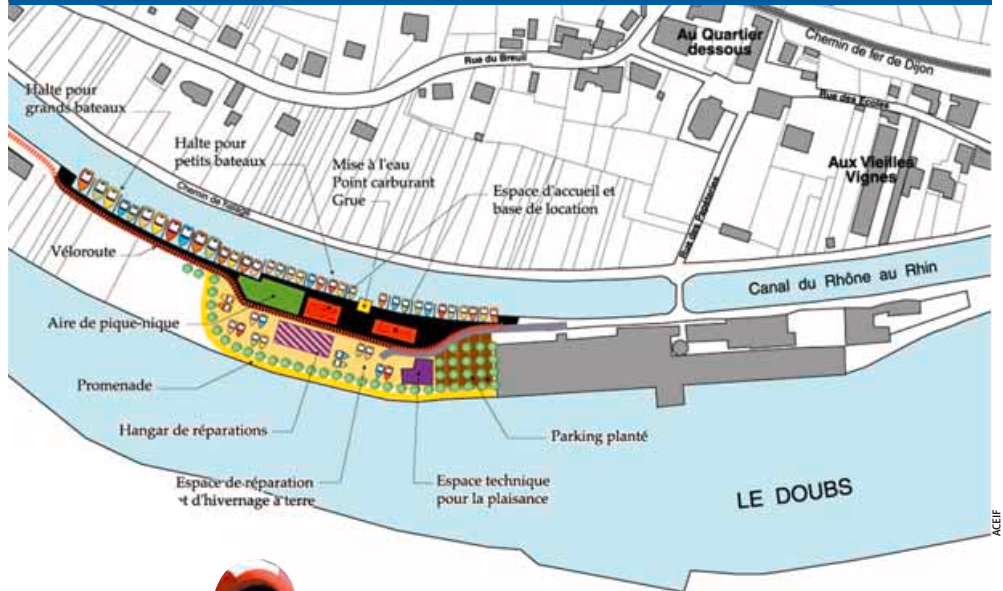 Au Quartier
dessous
Chemin de fer de Dijon
Rue du Breuil
Rue des Ecoles
Halte pour
grands bateaux
Halte pour
petits bateaux
Mise à l'eau
Point carburant
Grue
Espace d'accueil et
base de location
Aux Vieilles
Vignes
Chemin de halage
Rue des Papeteries
Véloroute
Canal du Rhône au Rhin
Aire de pique-nique
Promenade
Hangar de réparations
Parking planté
Espace de réparation
et d'hivernage à terre
Espace technique
pour la plaisance
LE DOUBS
ACEIF